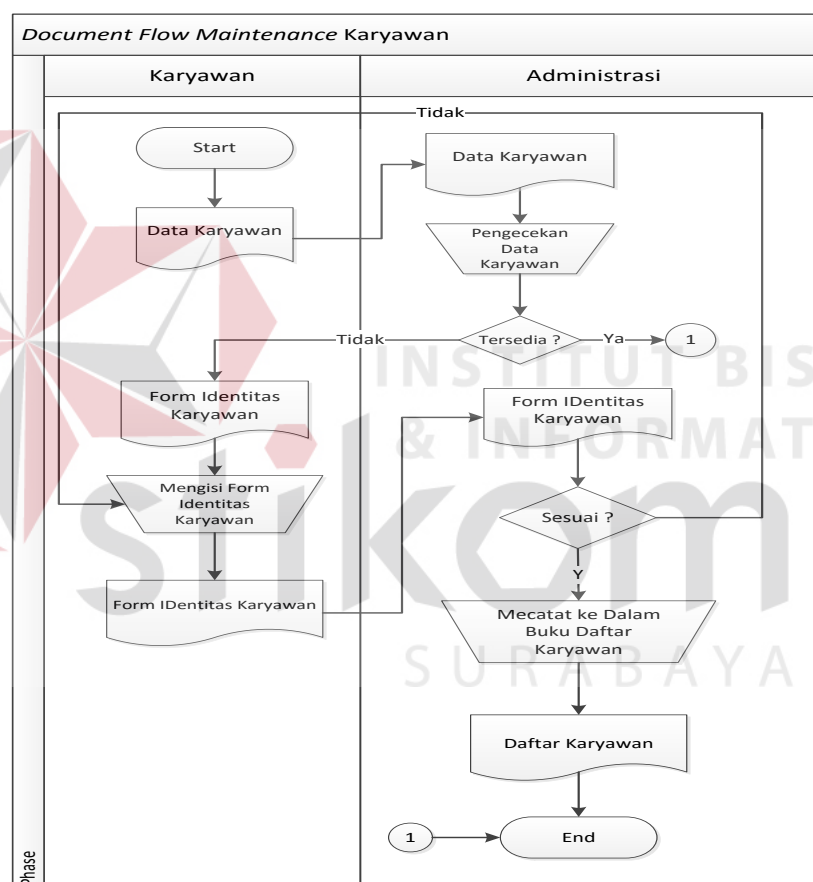 Document Flow Maintenance Karyawan
Karyawan
Administrasi
Tidak
Start
Data Karyawan
Data Karyawan
Pengecekan
Data
Karyawan
Tidak
Tersedia ?
Ya
1
INSTITUT BIS
& INFORMAT
stikom
SURABAYA
Form Identitas
Karyawan
Form IDentitas
Karyawan
Mengisi Form
Identitas
Karyawan
Sesuai ?
Y
Form IDentitas Karyawan
Mecatat ke Dalam
Buku Daftar
Karyawan
Daftar Karyawan
1
End
Phase